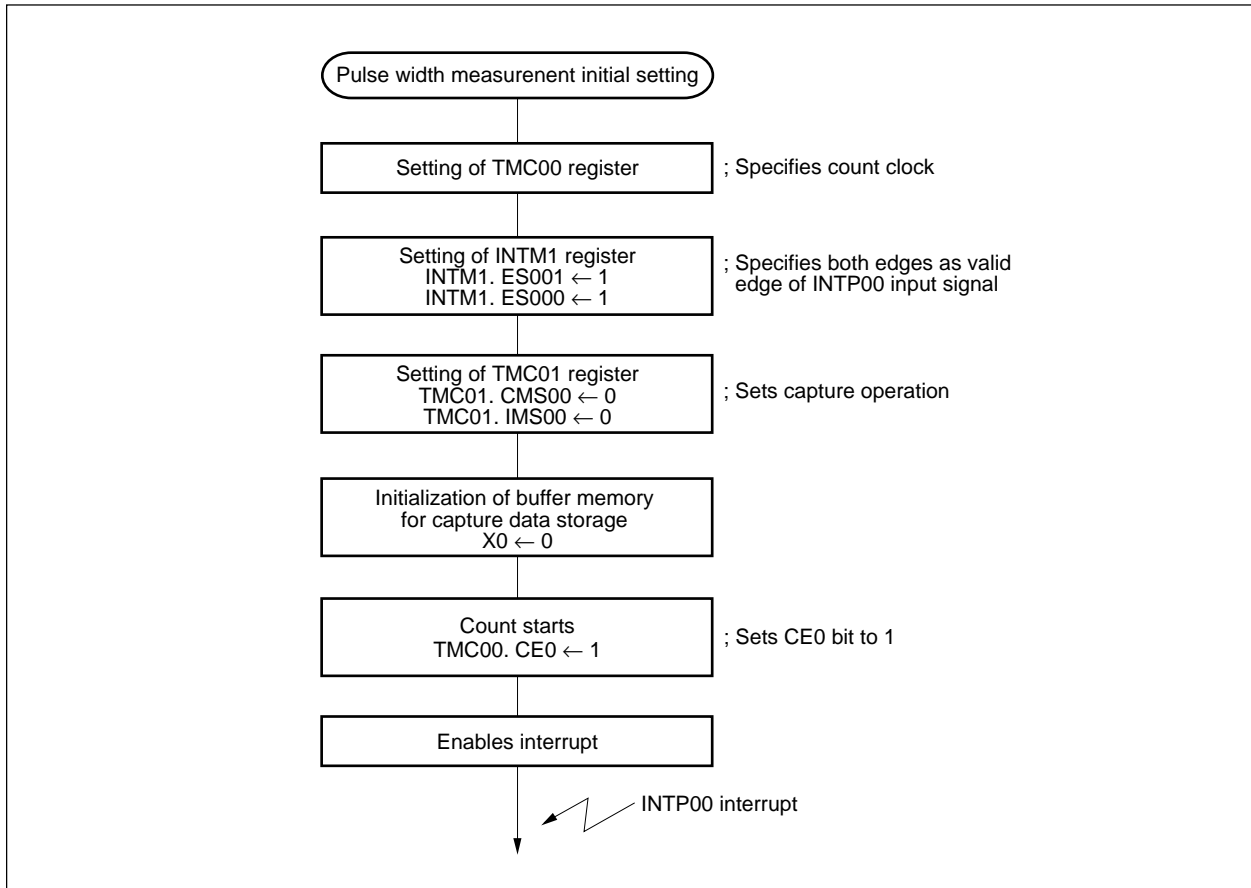 Pulse width measurenent initial setting
Setting of TMC00 register
; Specifies count clock
Setting of INTM1 register
INTM1. ES001 ← 1
INTM1. ES000 ← 1
; Specifies both edges as valid
edge of INTP00 input signal
Setting of TMC01 register
TMC01. CMS00 ← 0
TMC01. IMS00 ← 0
; Sets capture operation
Initialization of buffer memory
for capture data storage
X0 ← 0
Count starts
TMC00. CE0 ← 1
; Sets CE0 bit to 1
Enables interrupt
INTP00 interrupt